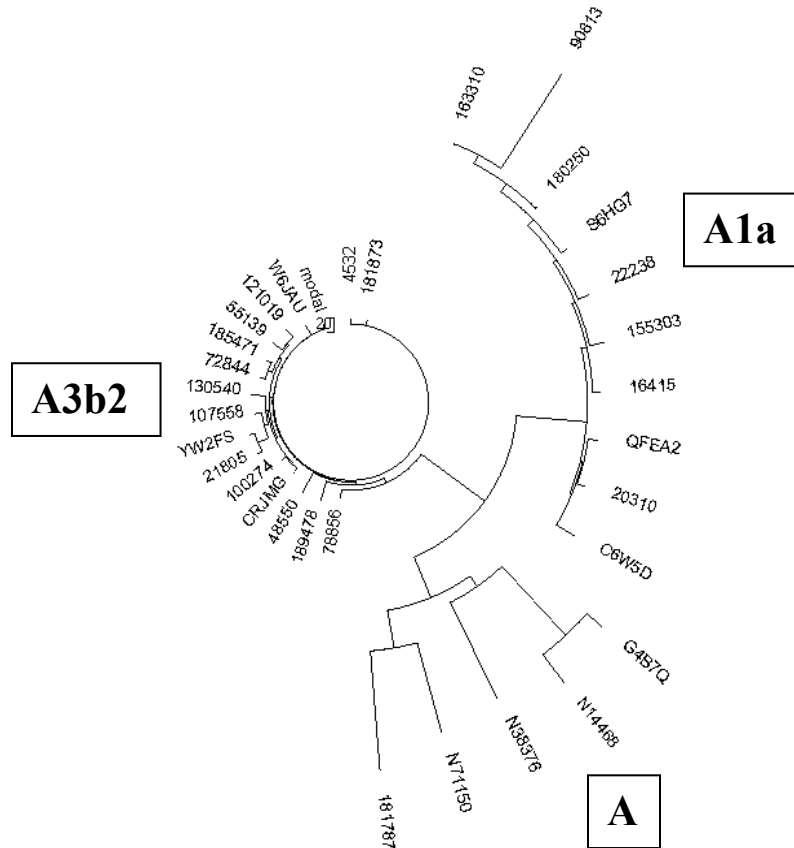 90813
163310
180250
S6HG7
A1a
22238
155303
16415
QFEA2
20310
C6W5D
G4B7Q
N14468
N38376
A
N71150
181787
4532
181873
modal
20
W6JAU
121019
55139
185471
72844
A3b2
130540
107558
YW2FS
21805
100274
CRJMG
48550
189478
78856